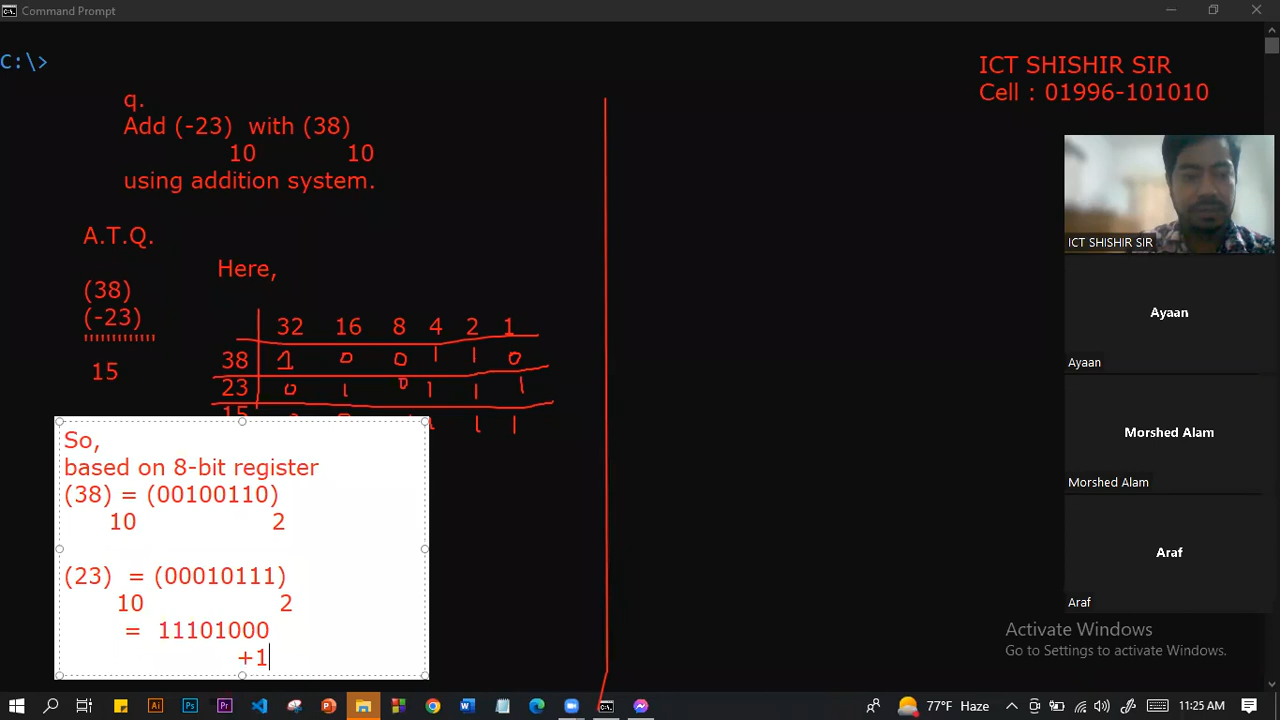 Command Prompt
C:\>
ICT SHISHIR SIR
Cell : 01996-101010
q.
Add (-23) with (38)
10 10
using addition system.
A.T.Q.
(38)
(-23)
'''''''''''''
15
Here,
32 16 8 4 2 1
38 1 0 0 1 1 0
23 0 1 0 1 1 1
15 1 1 1
So,
based on 8-bit register
(38) = (00100110)
10 2
(23) = (00010111)
10 2
= 11101000
+1
ICT SHISHIR SIR
Ayaan
Ayaan
Morshed Alam
Morshed Alam
Araf
Araf
Activate Windows
Go to Settings to activate Windows.
77°F Haze
11:25 AM